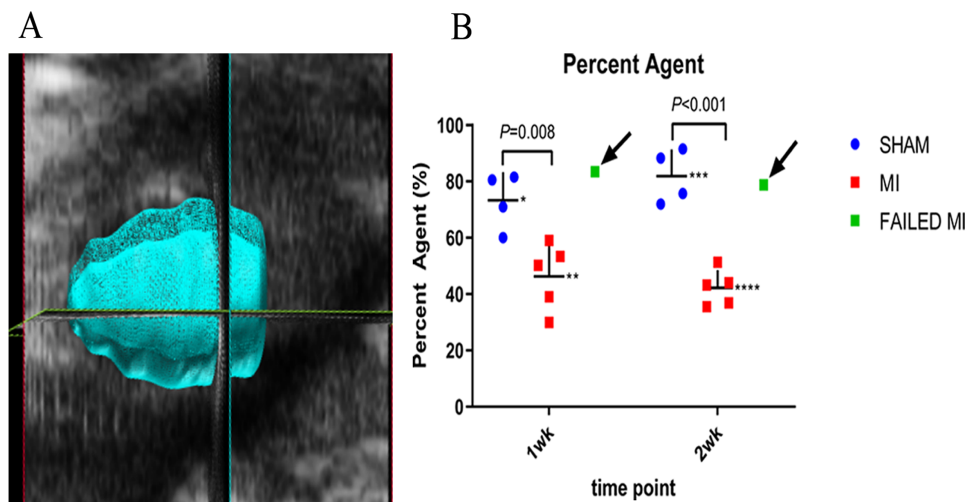 A
B
Percent Agent
P<0.001
P=0.008
Percent Agent (%)
100
80
60
40
20
0
*
**
***
****
SHAM
MI
FAILED MI
1wk
2wk
time point